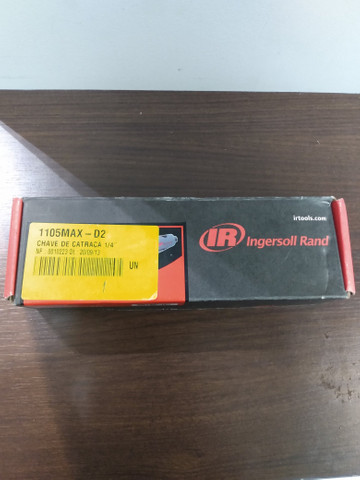 irtools.com
IR Ingersoll Rand
1105MAX-D2
CHAVE DE CATRACA 1/4"
UN